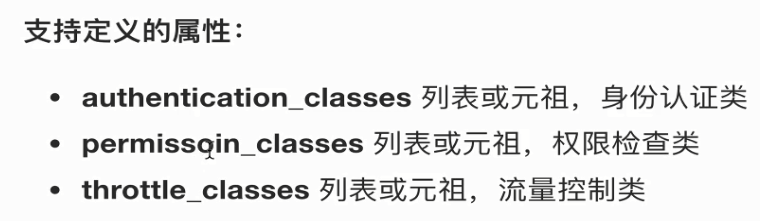 支持定义的属性：
• authentication_classes 列表或元祖，身份认证类
• permissoin_classes 列表或元祖，权限检查类
• throttle_classes 列表或元祖，流量控制类